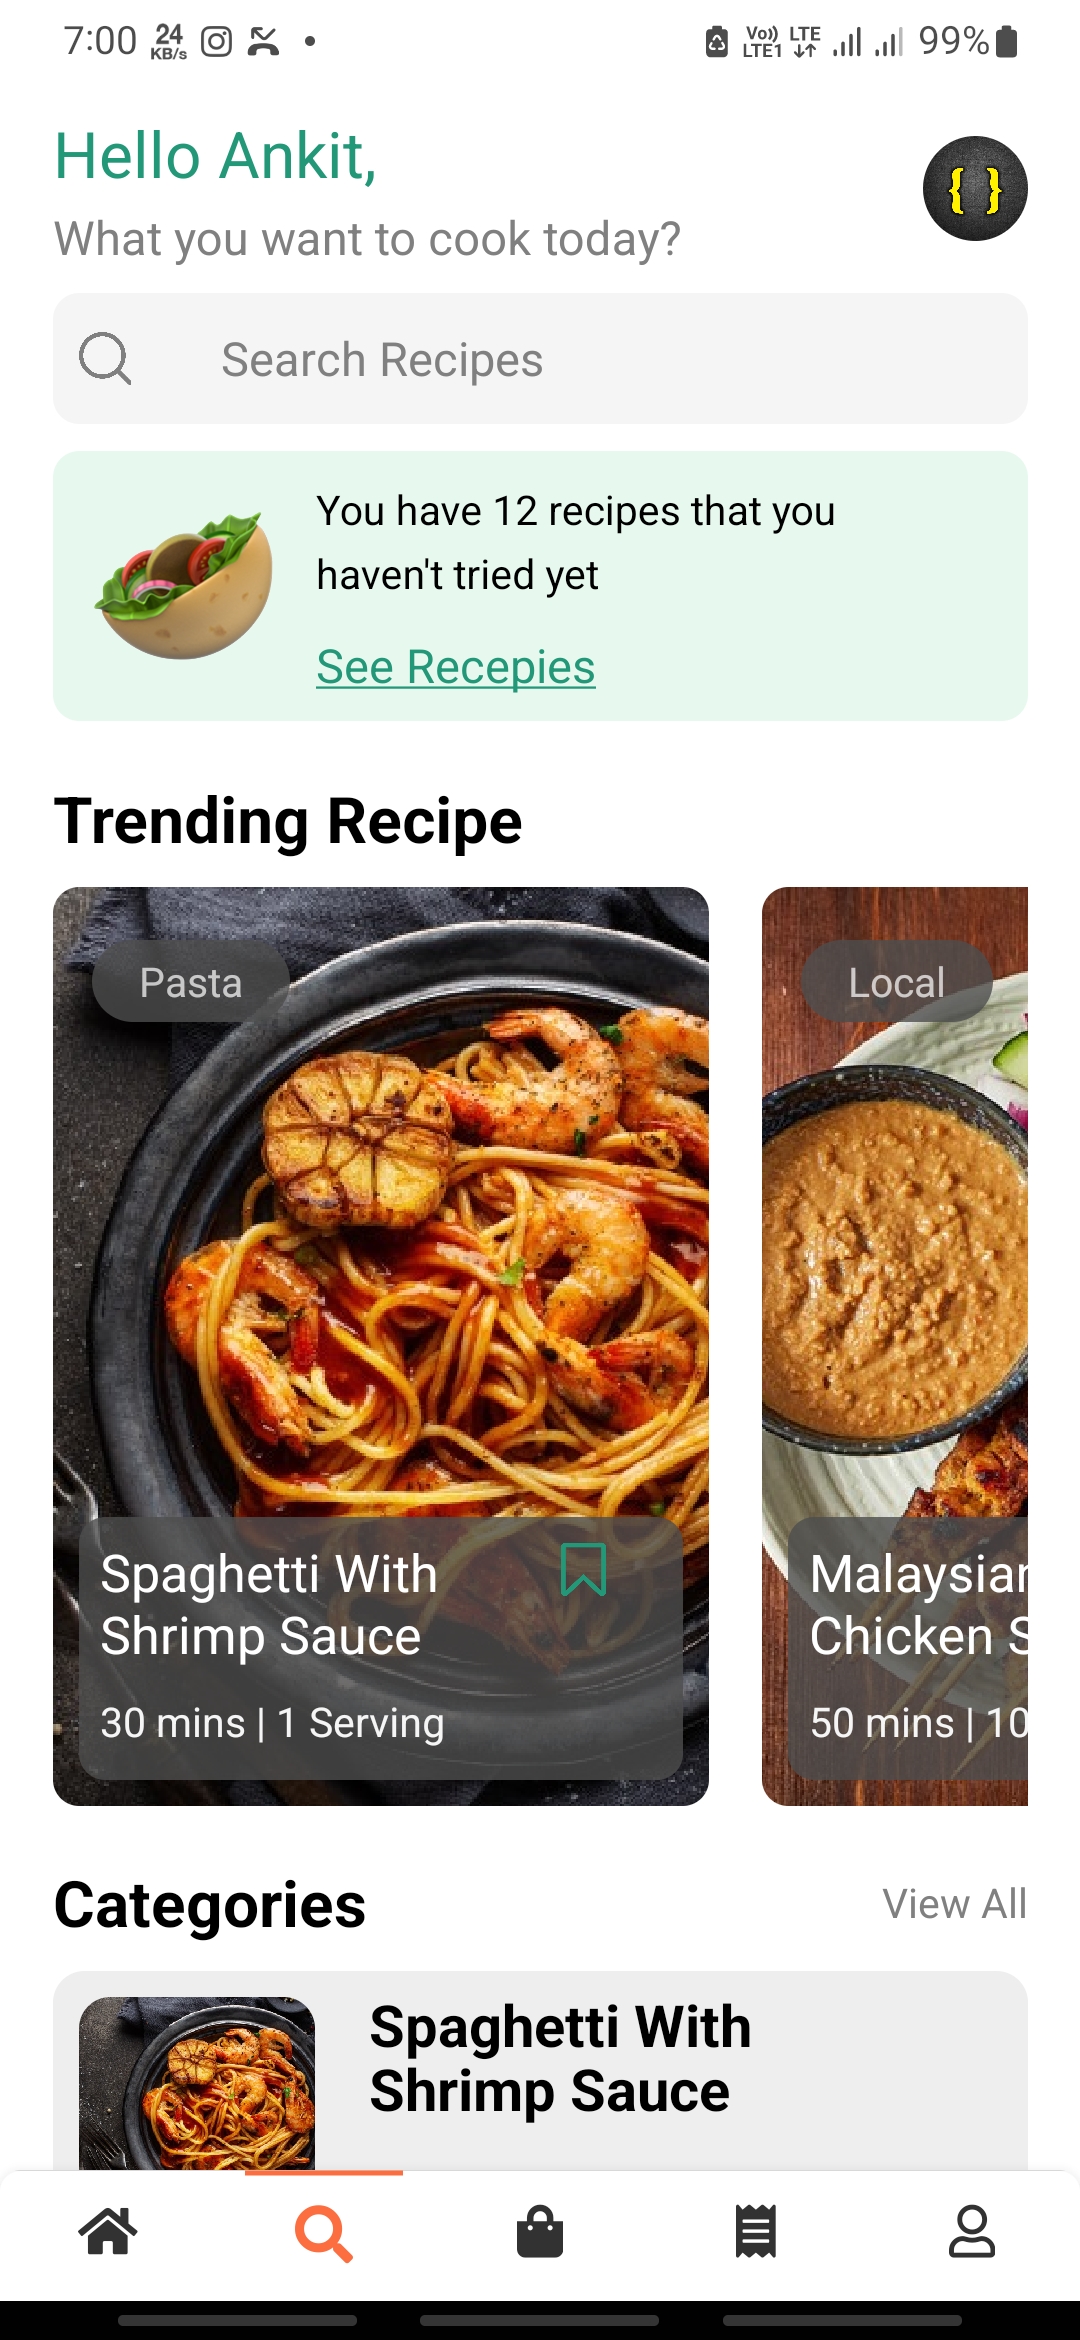 7:00 24 KB/s Vo)) LTE1 LTE 99%
Hello Ankit,
{ }
What you want to cook today?
Search Recipes
You have 12 recipes that you
haven't tried yet
See Recepies
Trending Recipe
Pasta
Spaghetti With
Shrimp Sauce
30 mins | 1 Serving
Local
Malaysian
Chicken S
50 mins | 10
Categories
View All
Spaghetti With
Shrimp Sauce